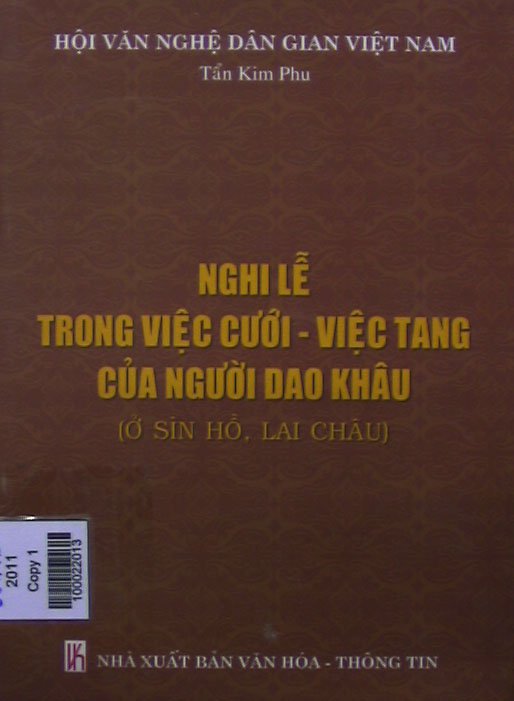 HỘI VĂN NGHỆ DÂN GIAN VIỆT NAM
Tẩn Kim Phu
NGHI LỄ
TRONG VIỆC CƯỚI - VIỆC TANG
CỦA NGƯỜI DAO KHÂU
(Ở SÌN HỒ, LAI CHÂU)
2011
Copy 1
100022013
NHÀ XUẤT BẢN VĂN HÓA - THÔNG TIN